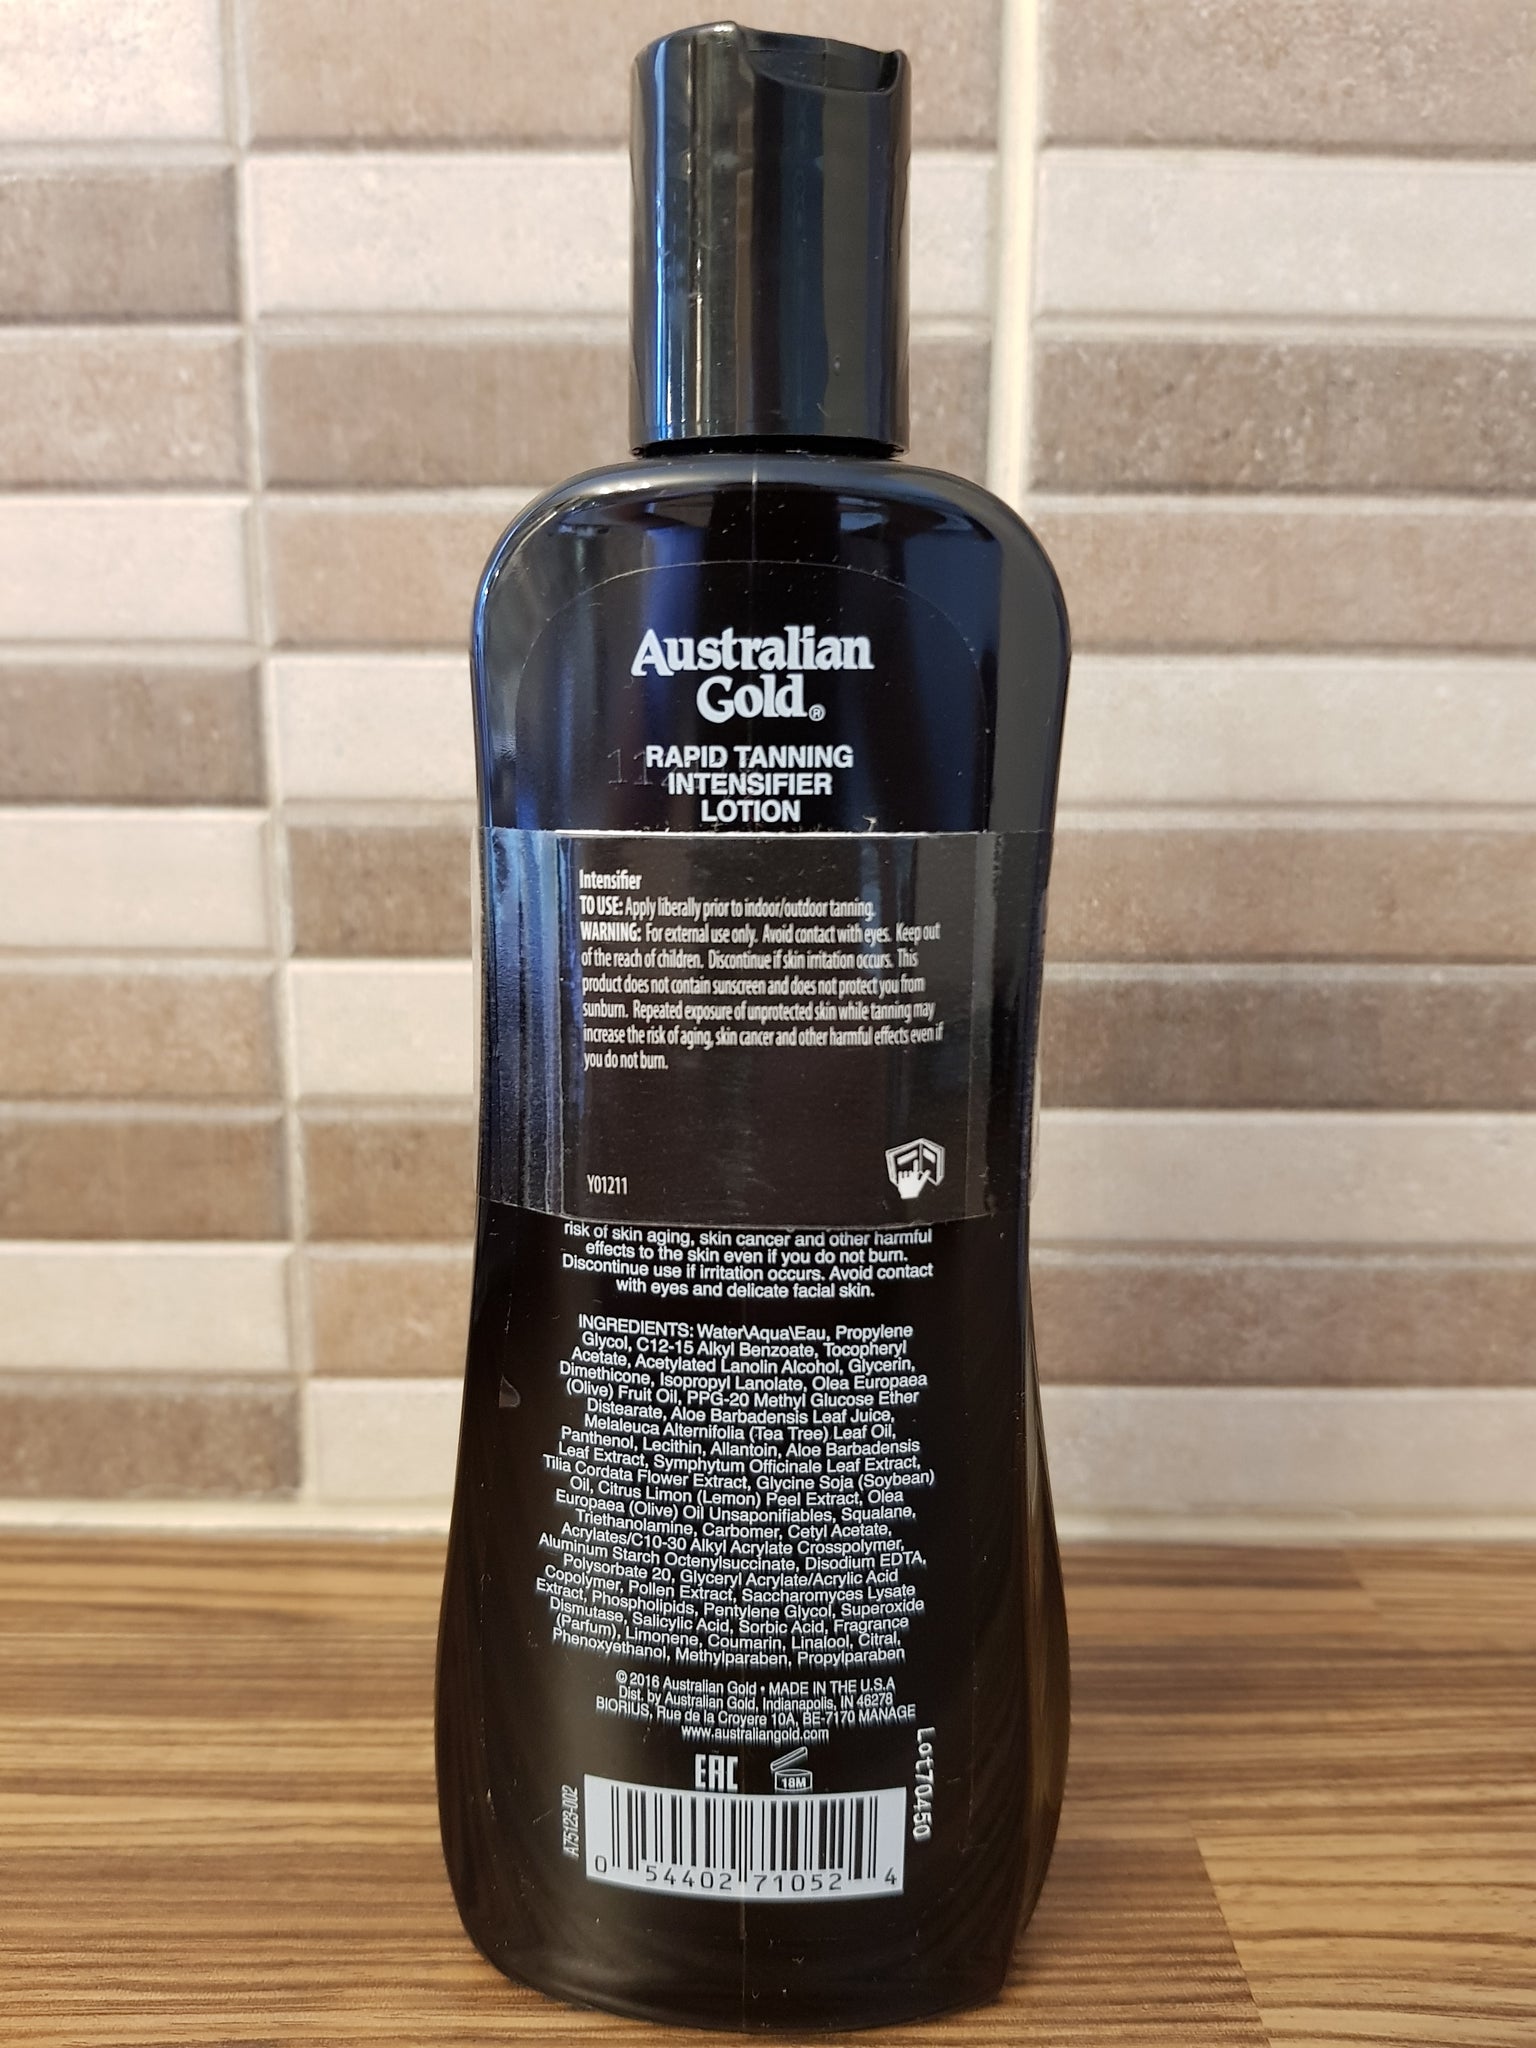 Australian
Gold®
RAPID TANNING
INTENSIFIER
LOTION
Intensifier
TO USE: Apply liberally prior to indoor/outdoor tanning.
WARNING: For external use only. Avoid contact with eyes. Keep out
of the reach of children. Discontinue if skin irritation occurs. This
product does not contain sunscreen and does not protect you from
sunburn. Repeated exposure of unprotected skin while tanning may
increase the risk of aging, skin cancer and other harmful effects even if
you do not burn.
Y01211
risk of skin aging, skin cancer and other harmful
effects to the skin even if you do not burn.
Discontinue use if irritation occurs. Avoid contact
with eyes and delicate facial skin.
INGREDIENTS: Water\Aqua\Eau, Propylene
Glycol, C12-15 Alkyl Benzoate, Tocopheryl
Acetate, Acetylated Lanolin Alcohol, Glycerin,
Dimethicone, Isopropyl Lanolate, Olea Europaea
(Olive) Fruit Oil, PPG-20 Methyl Glucose Ether
Distearate, Aloe Barbadensis Leaf Juice,
Melaleuca Alternifolia (Tea Tree) Leaf Oil,
Panthenol, Lecithin, Allantoin, Aloe Barbadensis
Leaf Extract, Symphytum Officinale Leaf Extract,
Tilia Cordata Flower Extract, Glycine Soja (Soybean)
Oil, Citrus Limon (Lemon) Peel Extract, Olea
Europaea (Olive) Oil Unsaponifiables, Squalane,
Triethanolamine, Carbomer, Cetyl Acetate,
Acrylates/C10-30 Alkyl Acrylate Crosspolymer,
Aluminum Starch Octenylsuccinate, Disodium EDTA,
Polysorbate 20, Glyceryl Acrylate/Acrylic Acid
Copolymer, Pollen Extract, Saccharomyces Lysate
Extract, Phospholipids, Pentylene Glycol, Superoxide
Dismutase, Salicylic Acid, Sorbic Acid, Fragrance
(Parfum), Limonene, Coumarin, Linalool, Citral,
Phenoxyethanol, Methylparaben, Propylparaben
© 2016 Australian Gold • MADE IN THE U.S.A
Dist. by Australian Gold, Indianapolis, IN 46278
BIORIUS, Rue de la Croyere 10A, BE-7170 MANAGE
www.australiangold.com
EAC 18M
A75123-002
Lot70450
0 54402 71052 4